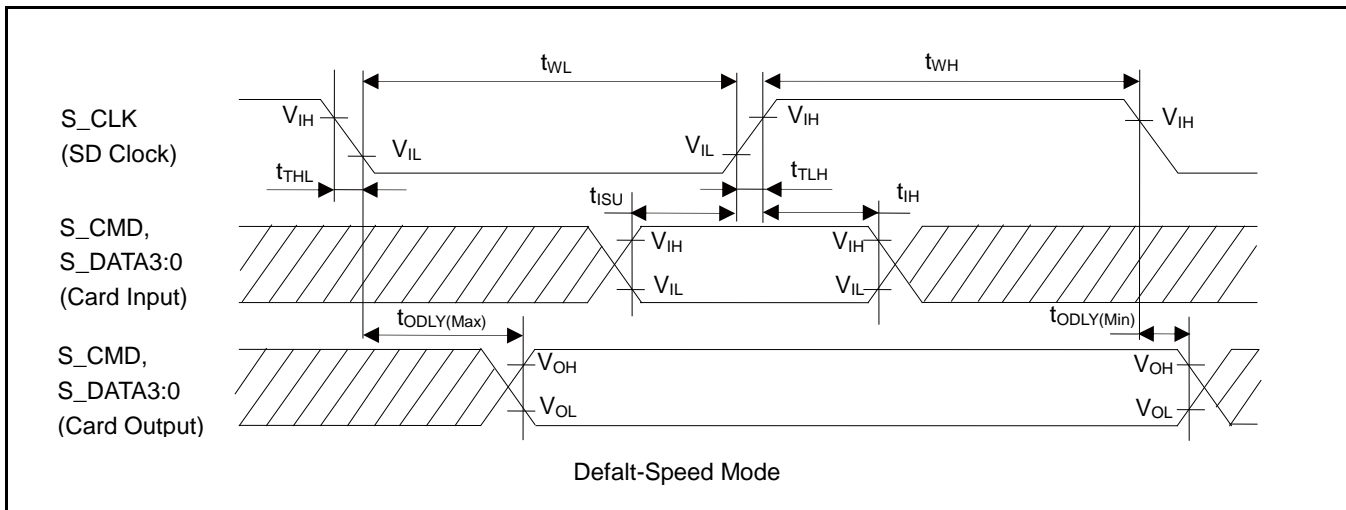 tWL
tWH
S_CLK
(SD Clock)
VIH
VIL
VIL
VIH
VIH
tTHL
tTLH
tISU
tIH
S_CMD,
S_DATA3:0
(Card Input)
VIH
VIL
VIH
VIL
tODLY(Max)
tODLY(Min)
S_CMD,
S_DATA3:0
(Card Output)
VOH
VOL
VOH
VOL
Defalt-Speed Mode